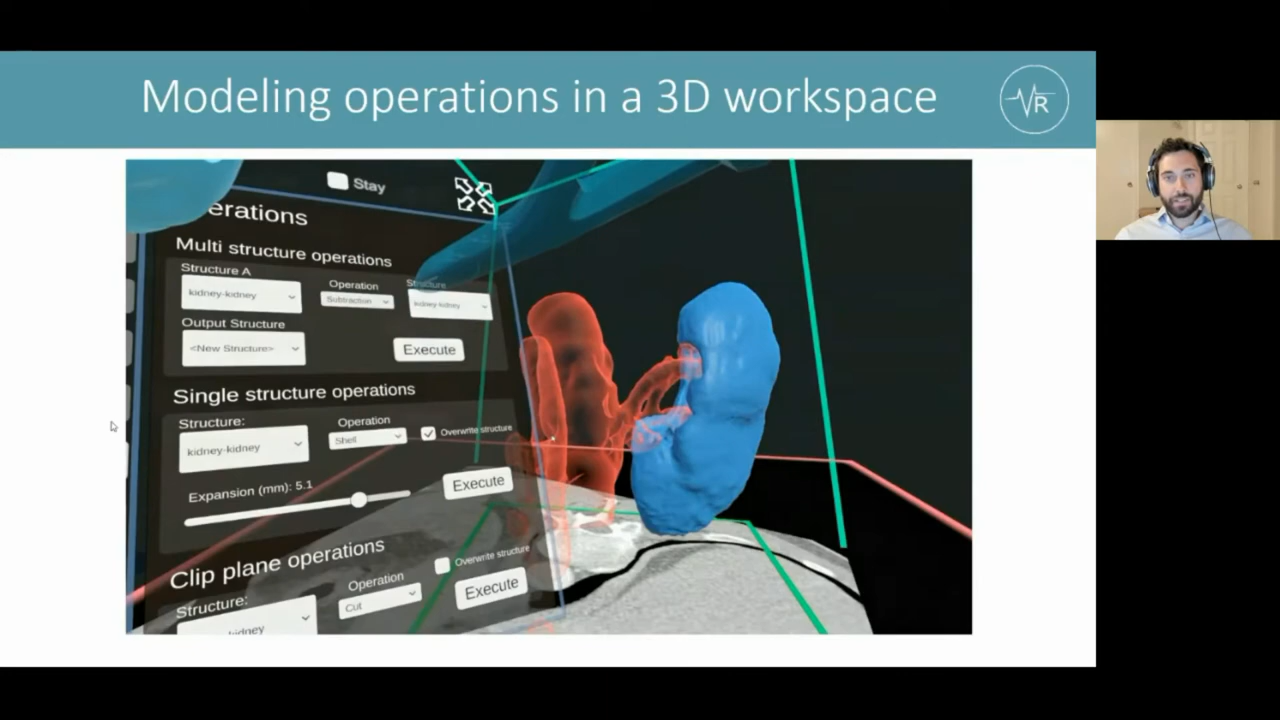 Modeling operations in a 3D workspace
VR
Stay
erations
Multi structure operations
Structure A
Operation
Structure
kidney-kidney
Subtraction
kidney-kidney
Output Structure
<New Structure>
Execute
Single structure operations
Structure:
Operation
kidney-kidney
Shell
Overwrite structure
Expansion (mm): 5.1
Execute
Clip plane operations
Structure:
Operation
Overwrite structure
kidney
Cut
Execute